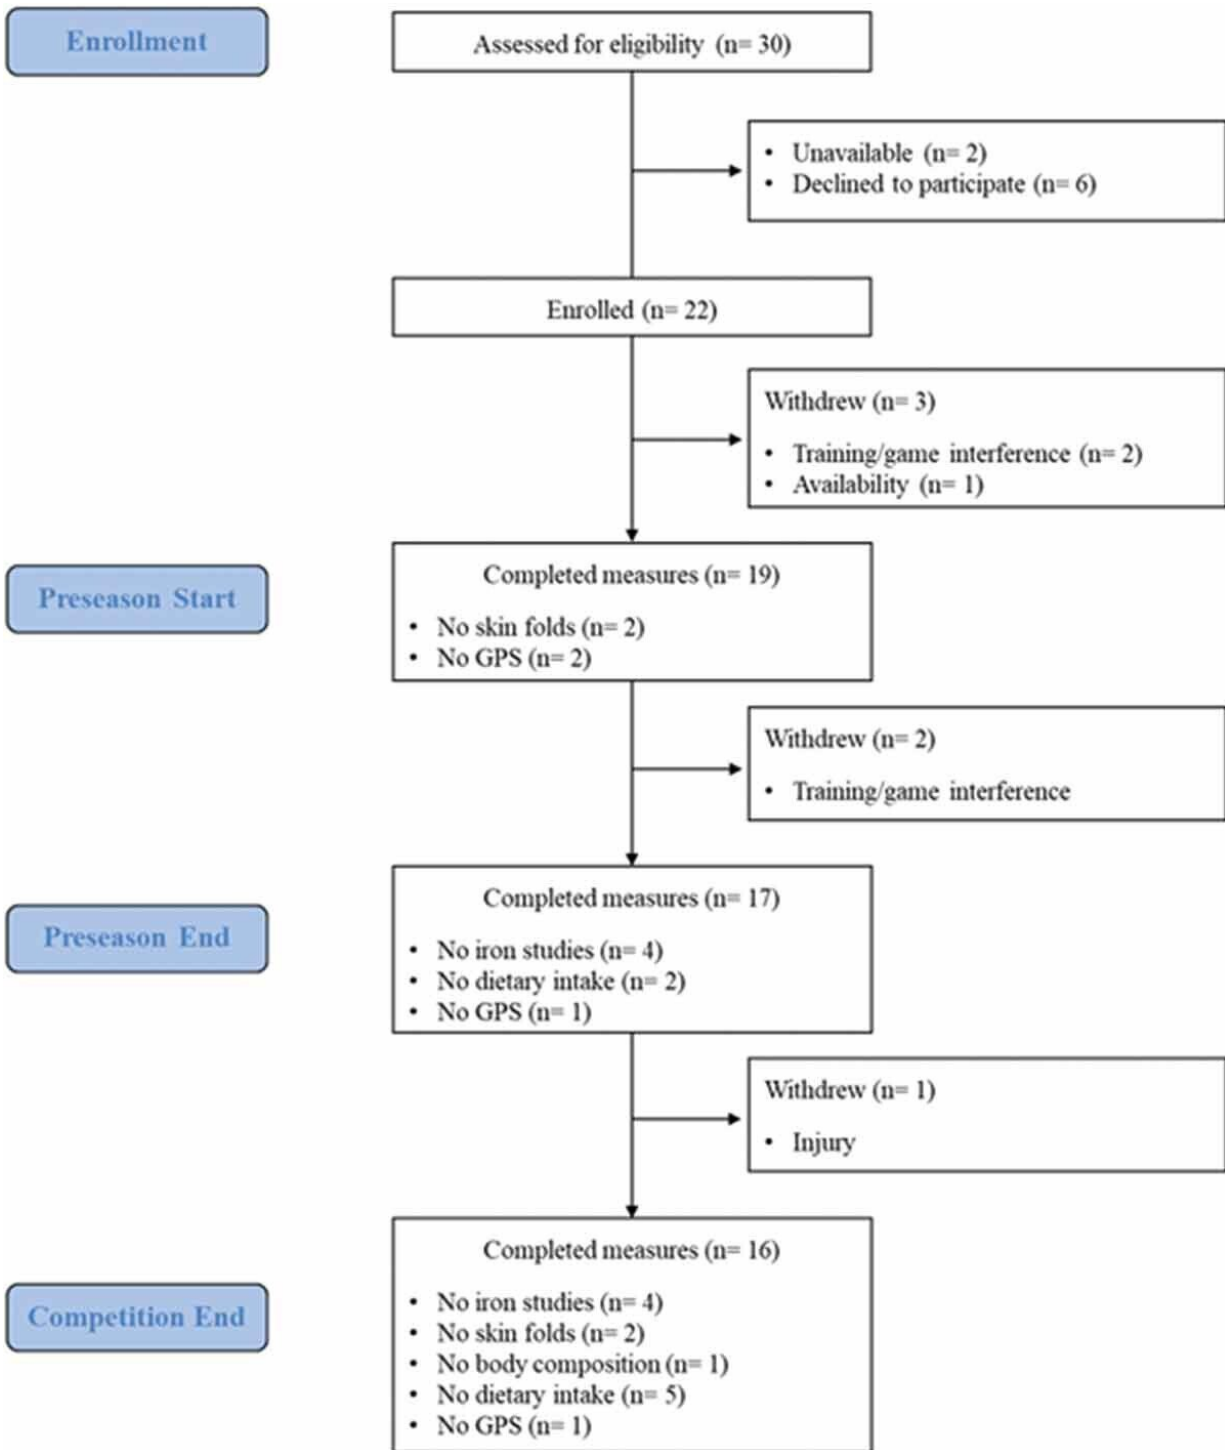 Enrollment
Assessed for eligibility (n= 30)
• Unavailable (n= 2)
• Declined to participate (n= 6)
Enrolled (n= 22)
Withdrew (n= 3)
• Training/game interference (n= 2)
• Availability (n= 1)
Preseason Start
Completed measures (n= 19)
• No skin folds (n= 2)
• No GPS (n= 2)
Withdrew (n= 2)
• Training/game interference
Preseason End
Completed measures (n= 17)
• No iron studies (n= 4)
• No dietary intake (n= 2)
• No GPS (n= 1)
Withdrew (n= 1)
• Injury
Competition End
Completed measures (n= 16)
• No iron studies (n= 4)
• No skin folds (n= 2)
• No body composition (n= 1)
• No dietary intake (n= 5)
• No GPS (n= 1)